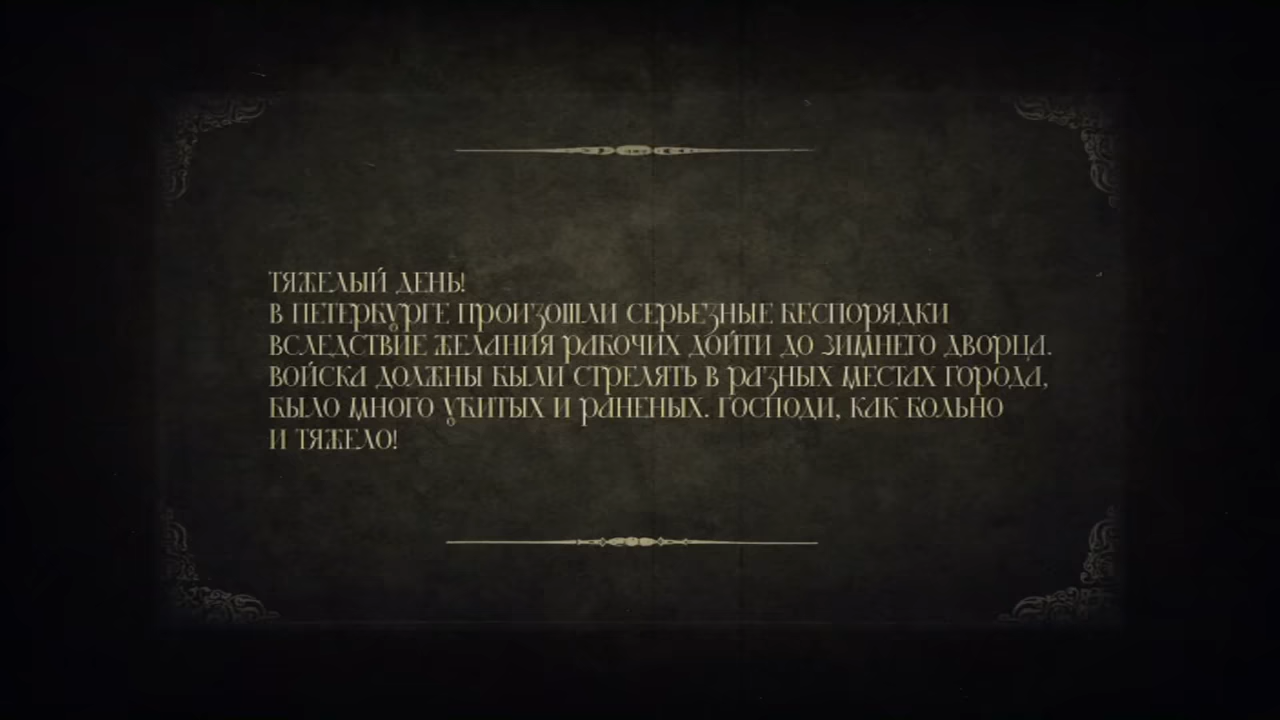 ТЯЖЕЛЫЙ ДЕНЬ!
В ПЕТЕРБУРГЕ ПРОИЗОШЛИ СЕРЬЕЗНЫЕ БЕСПОРЯДКИ
ВСЛЕДСТВИЕ ЖЕЛАНИЯ РАБОЧИХ ДОЙТИ ДО ЗИМНЕГО ДВОРЦА.
ВОЙСКА ДОЛЖНЫ БЫЛИ СТРЕЛЯТЬ В РАЗНЫХ МЕСТАХ ГОРОДА,
БЫЛО МНОГО УБИТЫХ И РАНЕНЫХ. ГОСПОДИ, КАК БОЛЬНО
И ТЯЖЕЛО!